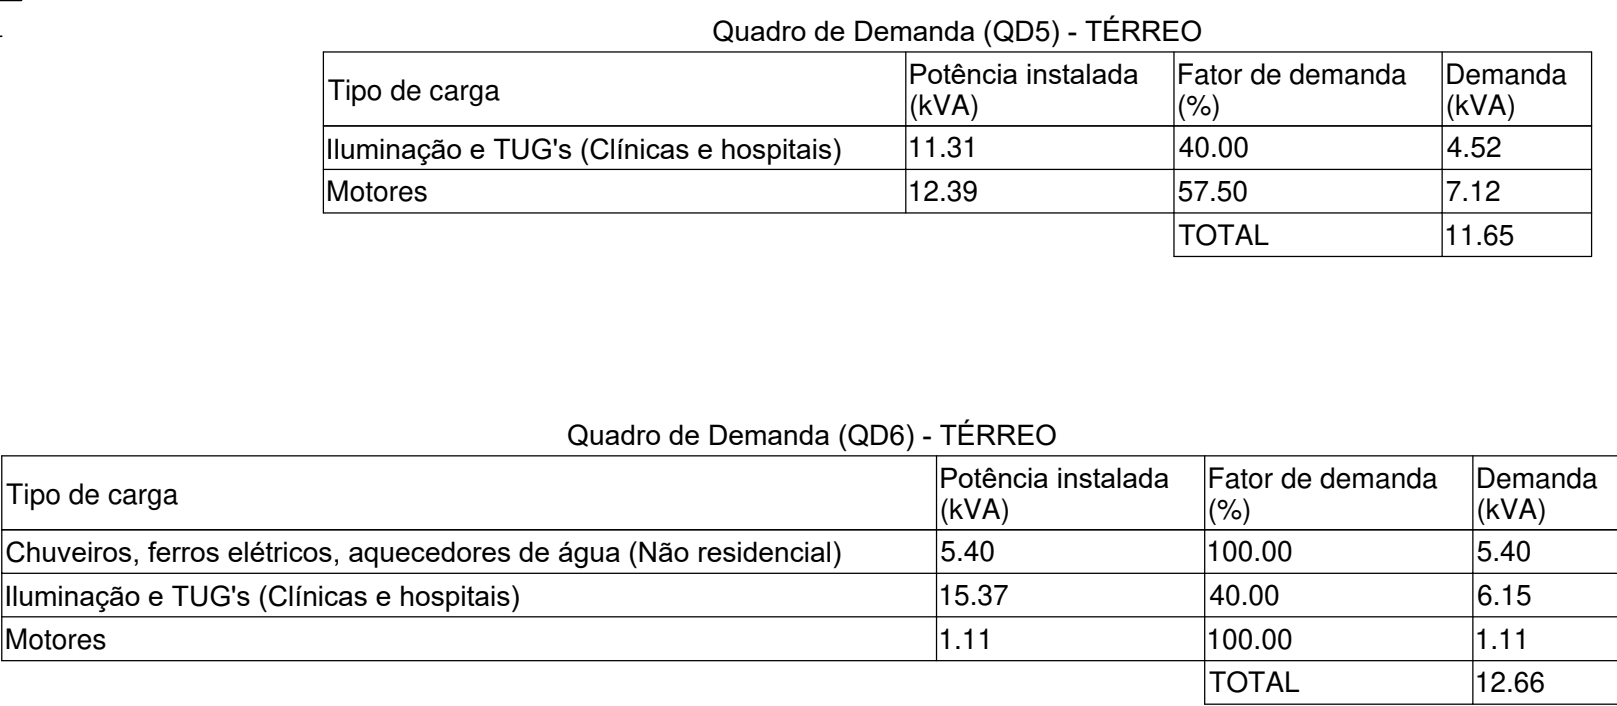 Quadro de Demanda (QD5) - TÉRREO
Tipo de carga Potência instalada (kVA) Fator de demanda (%) Demanda (kVA)
Iluminação e TUG's (Clínicas e hospitais) 11.31 40.00 4.52
Motores 12.39 57.50 7.12
TOTAL 11.65
Quadro de Demanda (QD6) - TÉRREO
Tipo de carga Potência instalada (kVA) Fator de demanda (%) Demanda (kVA)
Chuveiros, ferros elétricos, aquecedores de água (Não residencial) 5.40 100.00 5.40
Iluminação e TUG's (Clínicas e hospitais) 15.37 40.00 6.15
Motores 1.11 100.00 1.11
TOTAL 12.66